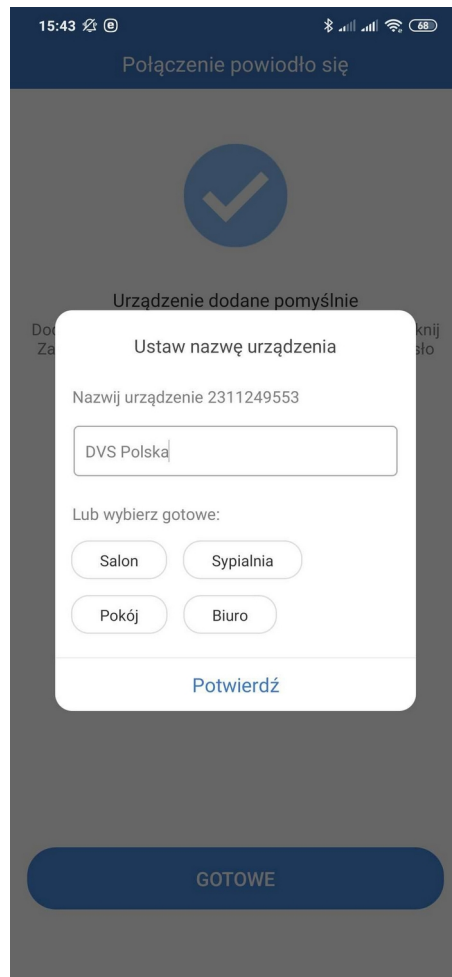 15:43
68
Połączenie powiodło się
Urządzenie dodane pomyślnie
Ustaw nazwę urządzenia
Nazwij urządzenie 2311249553
DVS Polska
Lub wybierz gotowe:
Salon Sypialnia
Pokój Biuro
Potwierdź
GOTOWE